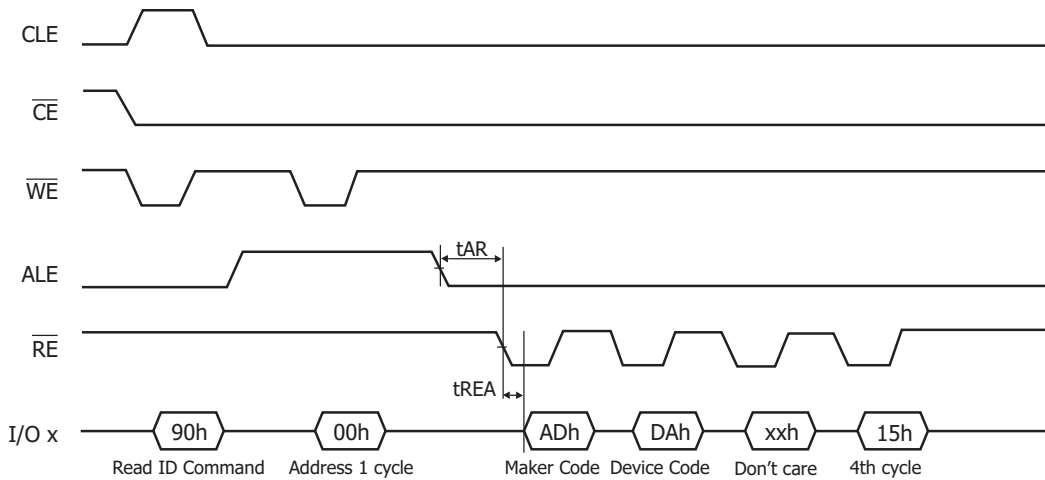 CLE
CE
WE
ALE
tAR
RE
tREA
I/O x
90h
00h
ADh
DAh
xxh
15h
Read ID Command
Address 1 cycle
Maker Code
Device Code
Don't care
4th cycle